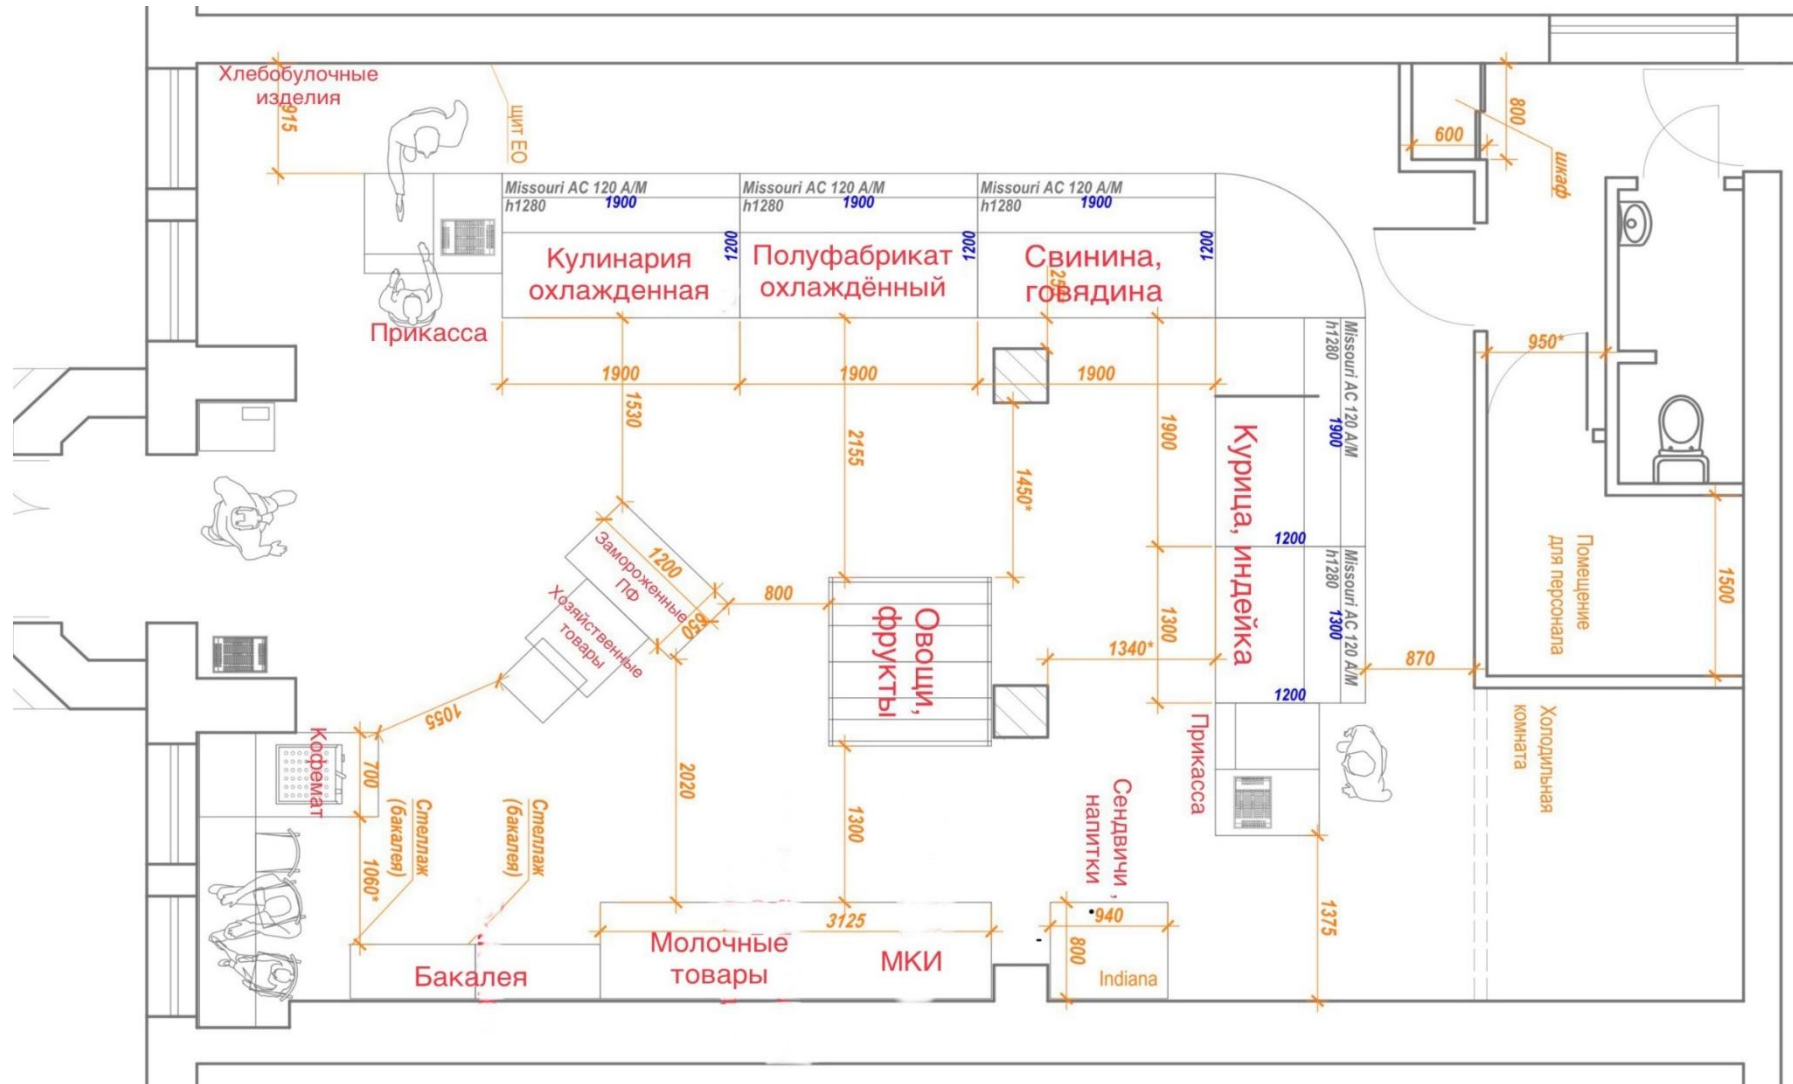 Хлебобулочные
изделия
915
щит ЕО
800
600
шкаф
Missouri AC 120 A/M
h1280
1900
1200
Missouri AC 120 A/M
h1280
1900
1200
Missouri AC 120 A/M
h1280
1900
1200
Кулинария
охлажденная
Полуфабрикат
охлаждённый
Свинина,
говядина
Прикасса
1900
1900
1900
1530
2155
1450*
1900
Missouri AC 120 A/M
h1280
1900
1200
950*
Курица, индейка
Замороженные
ПФ
1200
650
Хозяйственные
товары
800
Овощи,
фрукты
1300
1340*
Missouri AC 120 A/M
h1280
1300
1200
870
Помещение
для персонала
1500
1055
Кофемат
700
2020
1300
Прикасса
Холодильная
комната
Стеллаж
(бакалея)
Стеллаж
(бакалея)
1060*
Сендвичи ,
напитки
1375
3125
940
800
Бакалея
Молочные
товары
МКИ
Indiana